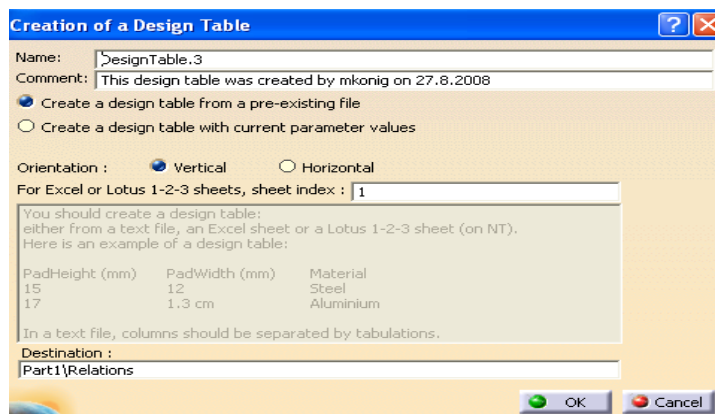 Creation of a Design Table
Name: DesignTable.3
Comment: This design table was created by mkonig on 27.8.2008
Create a design table from a pre-existing file
Create a design table with current parameter values
Orientation : Vertical Horizontal
For Excel or Lotus 1-2-3 sheets, sheet index : 1
You should create a design table:
either from a text file, an Excel sheet or a Lotus 1-2-3 sheet (on NT).
Here is an example of a design table:
PadHeight (mm) PadWidth (mm) Material
15 12 Steel
17 1.3 cm Aluminium
In a text file, columns should be separated by tabulations.
Destination :
Part1\Relations
OK Cancel